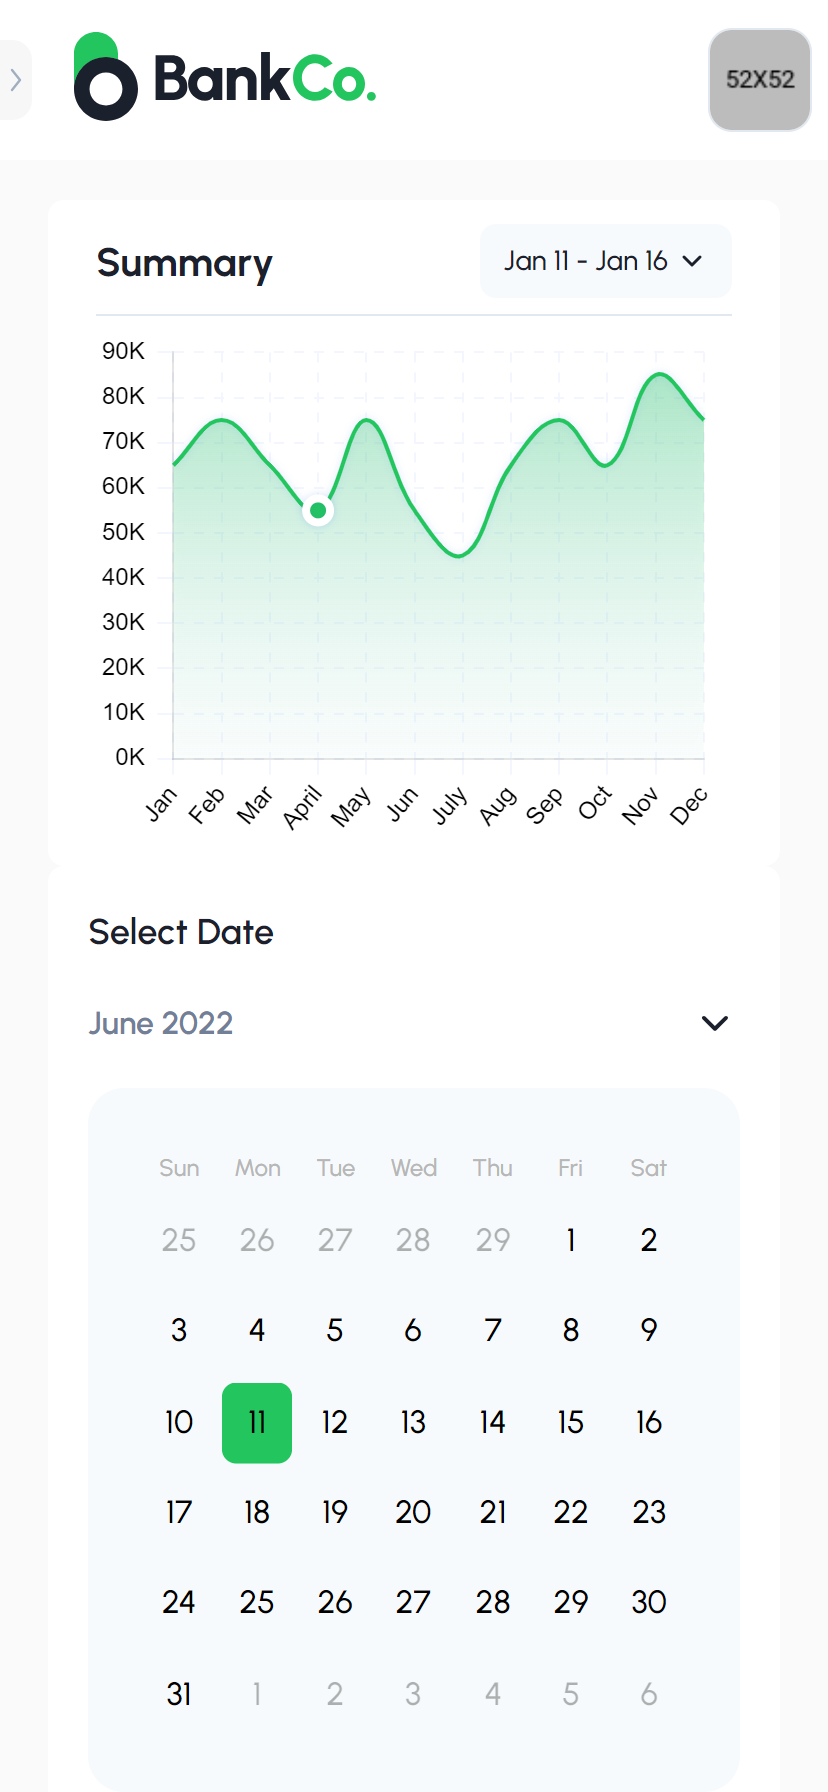 BankCo.
52X52
Summary
Jan 11 - Jan 16
90K
80K
70K
60K
50K
40K
30K
20K
10K
0K
Jan Feb Mar April May Jun July Aug Sep Oct Nov Dec
Select Date
June 2022
Sun Mon Tue Wed Thu Fri Sat
25 26 27 28 29 1 2
3 4 5 6 7 8 9
10 11 12 13 14 15 16
17 18 19 20 21 22 23
24 25 26 27 28 29 30
31 1 2 3 4 5 6